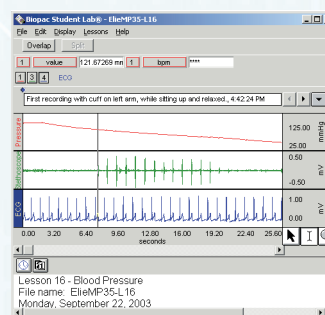 Biopac Student Lab® - ElieMP35-L16
File Edit Display Lessons Help
Overlap Split
1 value 121.67269 mn 1 bpm ****
1 3 4 ECG
First recording with cuff on left arm, while sitting up and relaxed., 4:42:24 PM
Pressure
125.00
25.00
mmHg
Stethoscope
0.50
-0.50
mV
ECG
1.00
0.00
mV
0.00 3.20 6.40 9.60 12.80 16.00 19.20 22.40 25.60
seconds
Lesson 16 - Blood Pressure
File name: ElieMP35-L16
Monday, September 22, 2003